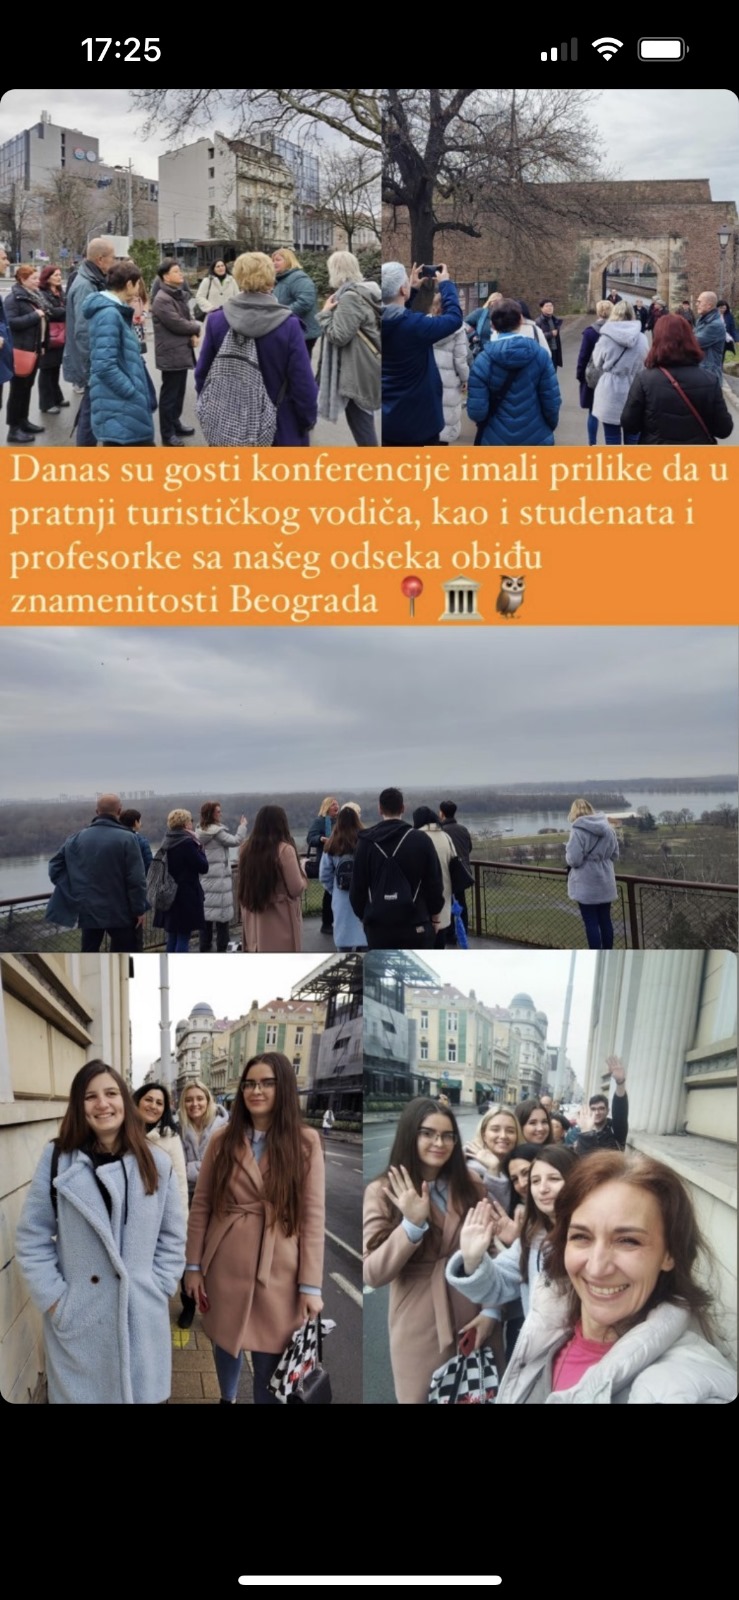 17:25
Danas su gosti konferencije imali prilike da u
pratnji turističkog vodiča, kao i studenata i
profesorke sa našeg odseka obiđu
znamenitosti Beograda 📍🏛️🦉